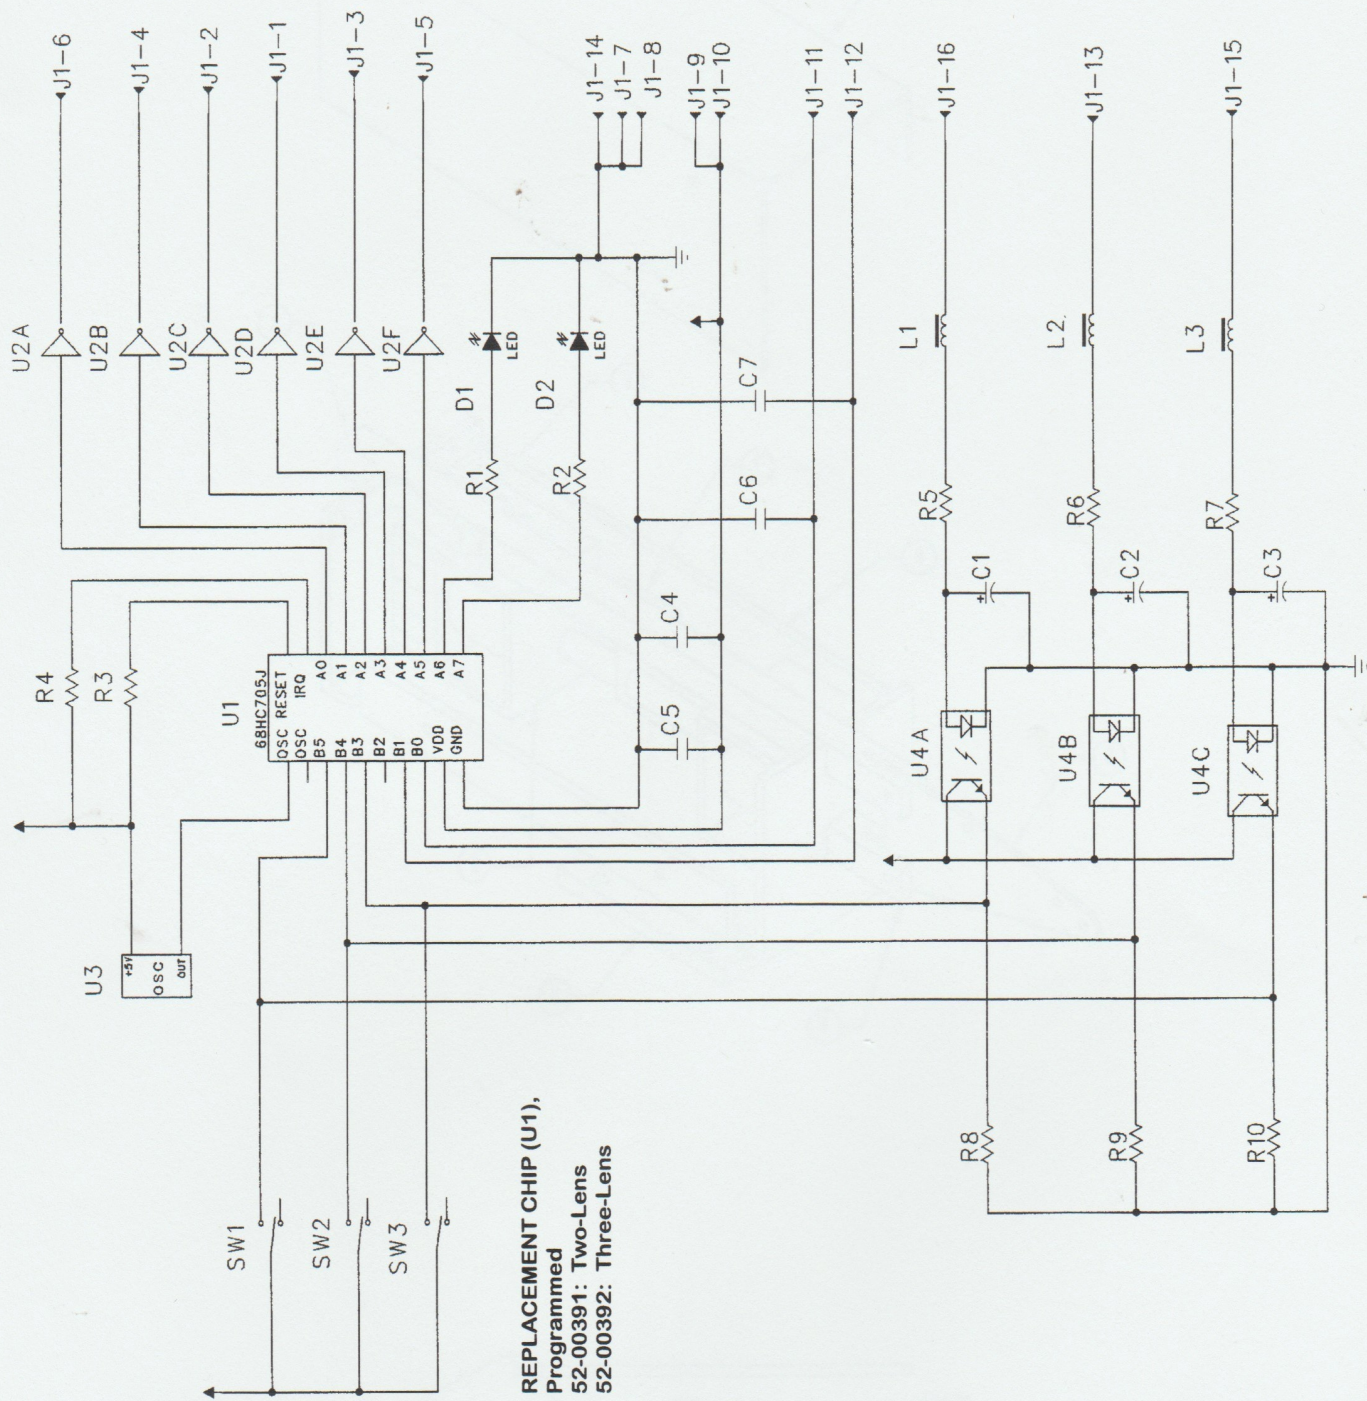 J1-6
J1-4
J1-2
J1-1
J1-3
J1-5
J1-14
J1-7
J1-8
J1-9
J1-10
J1-11
J1-12
J1-16
J1-13
J1-15
U2A
U2B
U2C
U2D
U2E
U2F
D1
LED
D2
LED
L1
L2
L3
R1
R2
C7
C6
R5
R6
R7
C1
C2
C3
R4
R3
C4
C5
U1
68HC705J
OSC RESET
OSC IRQ
B5 A0
B4 A1
B3 A2
B2 A3
B1 A4
B0 A5
VDD A6
GND A7
U4A
U4B
U4C
U3
+5V
OSC
OUT
R8
R9
R10
SW1
SW2
SW3
REPLACEMENT CHIP (U1),
Programmed
52-00391: Two-Lens
52-00392: Three-Lens